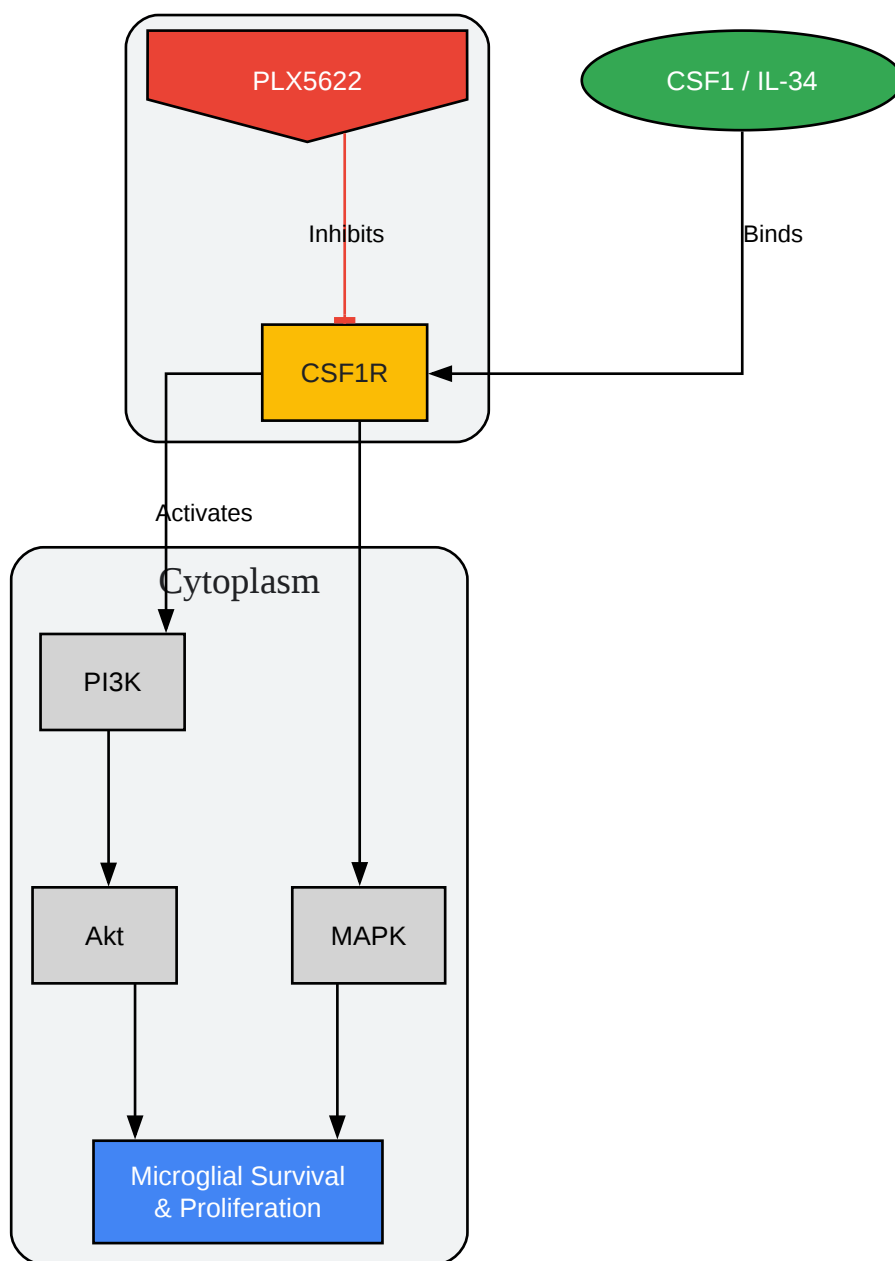 PLX5622
CSF1 / IL-34
Inhibits
Binds
CSF1R
Activates
Cytoplasm
PI3K
Akt
MAPK
Microglial Survival
& Proliferation